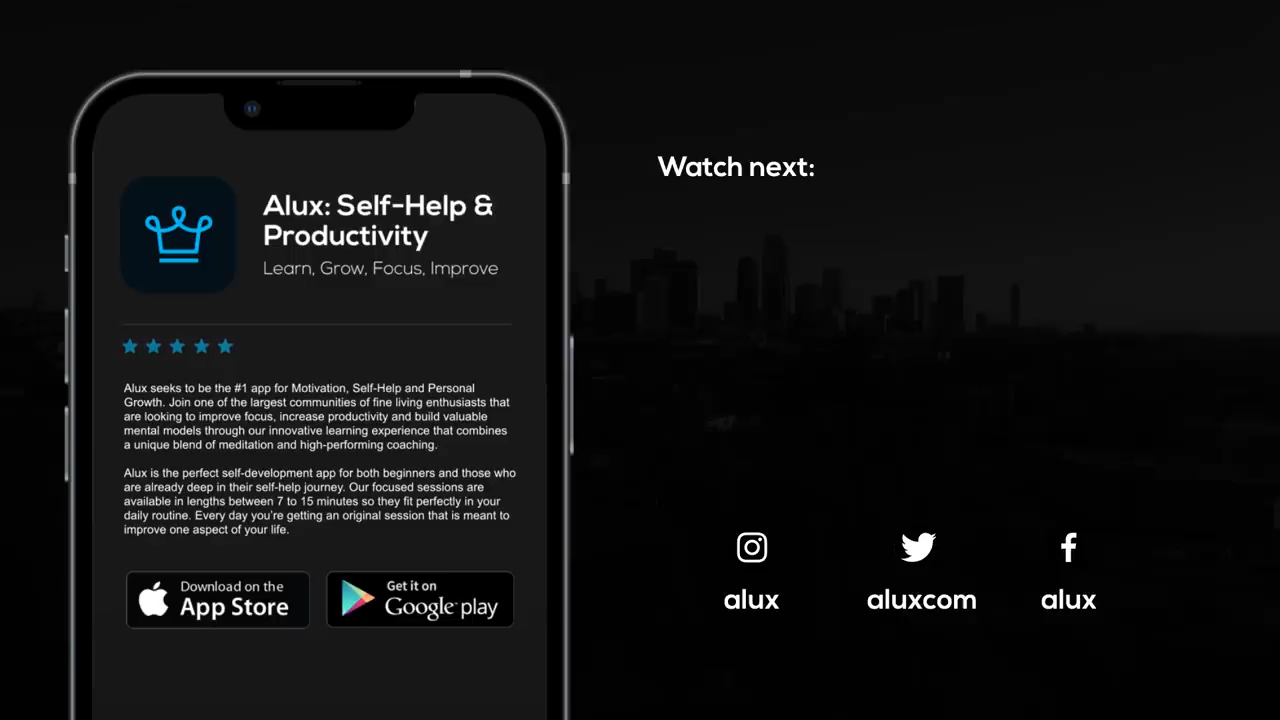 Alux: Self-Help &
Productivity
Learn, Grow, Focus, Improve
Alux seeks to be the #1 app for Motivation, Self-Help and Personal
Growth. Join one of the largest communities of fine living enthusiasts that
are looking to improve focus, increase productivity and build valuable
mental models through our innovative learning experience that combines
a unique blend of meditation and high-performing coaching.
Alux is the perfect self-development app for both beginners and those who
are already deep in their self-help journey. Our focused sessions are
available in lengths between 7 to 15 minutes so they fit perfectly in your
daily routine. Every day you're getting an original session that is meant to
improve one aspect of your life.
Download on the
App Store
Get it on
Google play
Watch next:
alux
aluxcom
alux